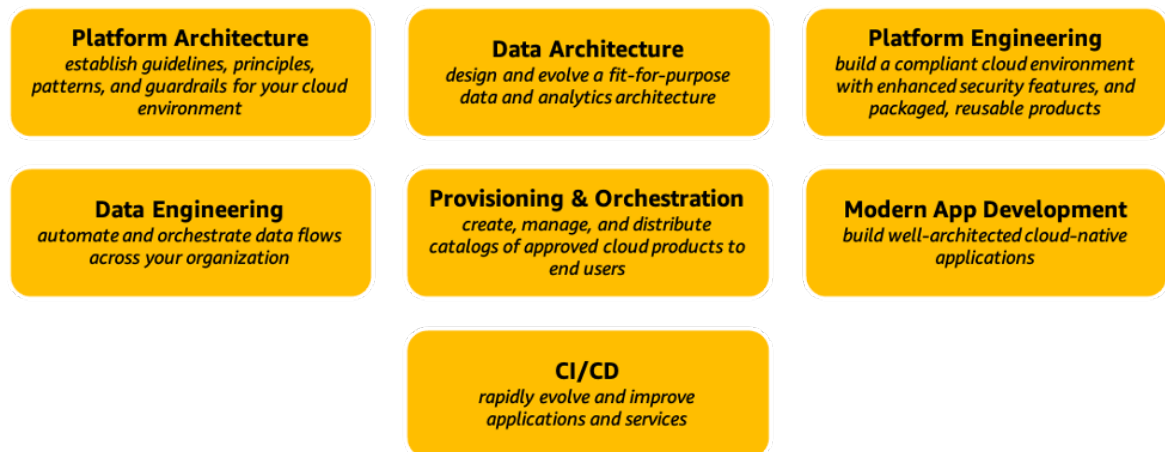 Platform Architecture
establish guidelines, principles,
patterns, and guardrails for your cloud
environment
Data Architecture
design and evolve a fit-for-purpose
data and analytics architecture
Platform Engineering
build a compliant cloud environment
with enhanced security features, and
packaged, reusable products
Data Engineering
automate and orchestrate data flows
across your organization
Provisioning & Orchestration
create, manage, and distribute
catalogs of approved cloud products to
end users
Modern App Development
build well-architected cloud-native
applications
CI/CD
rapidly evolve and improve
applications and services